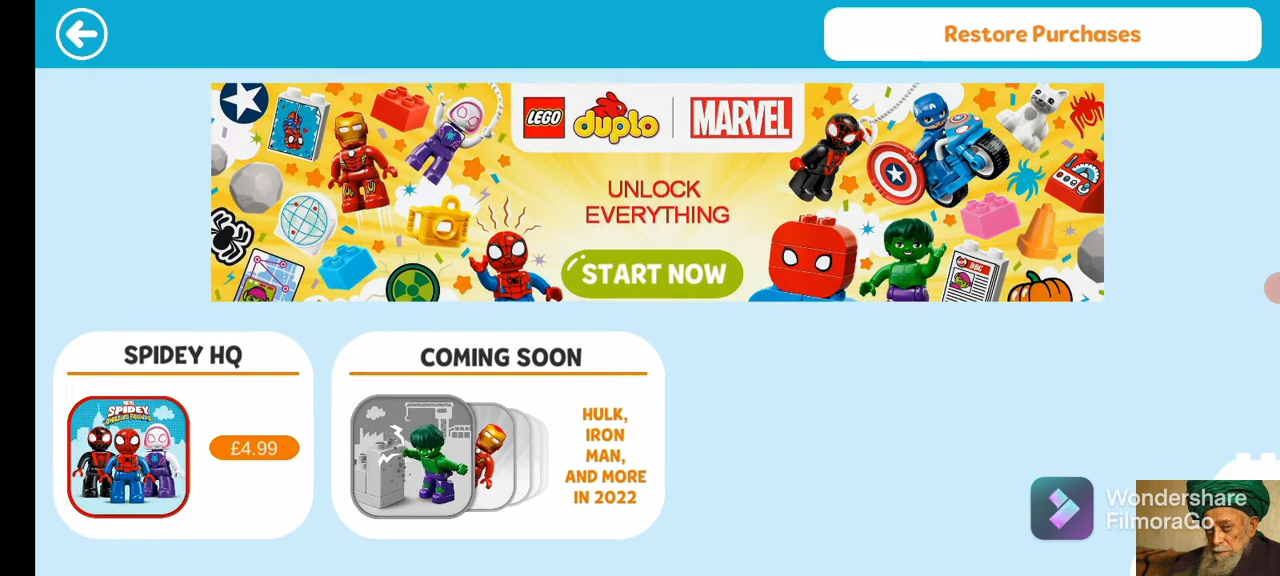 Restore Purchases
LEGO duplo MARVEL
UNLOCK
EVERYTHING
START NOW
SPIDEY HQ
SPIDEY
£4.99
COMING SOON
HULK,
IRON
MAN,
AND MORE
IN 2022
Wondershare
FilmoraGo